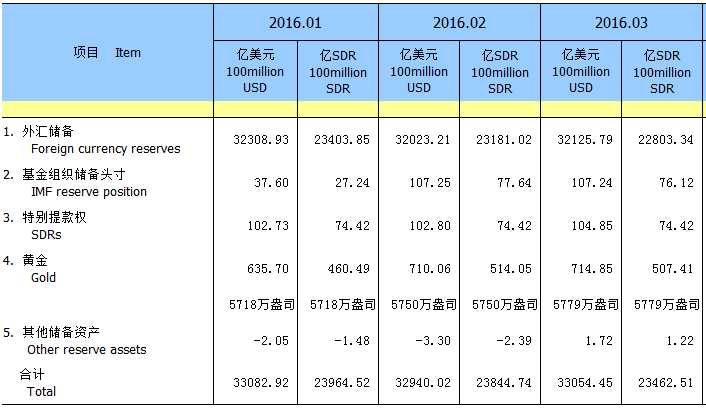 项目 Item 2016.01 2016.02 2016.03
亿美元 亿SDR 亿美元 亿SDR 亿美元 亿SDR
100million 100million 100million 100million 100million 100million
USD SDR USD SDR USD SDR
1. 外汇储备
Foreign currency reserves 32308.93 23403.85 32023.21 23181.02 32125.79 22803.34
2. 基金组织储备头寸
IMF reserve position 37.60 27.24 107.25 77.64 107.24 76.12
3. 特别提款权
SDRs 102.73 74.42 102.80 74.42 104.85 74.42
4. 黄金
Gold 635.70 460.49 710.06 514.05 714.85 507.41
5718万盎司 5718万盎司 5750万盎司 5750万盎司 5779万盎司 5779万盎司
5. 其他储备资产
Other reserve assets -2.05 -1.48 -3.30 -2.39 1.72 1.22
合计
Total 33082.92 23964.52 32940.02 23844.74 33054.45 23462.51